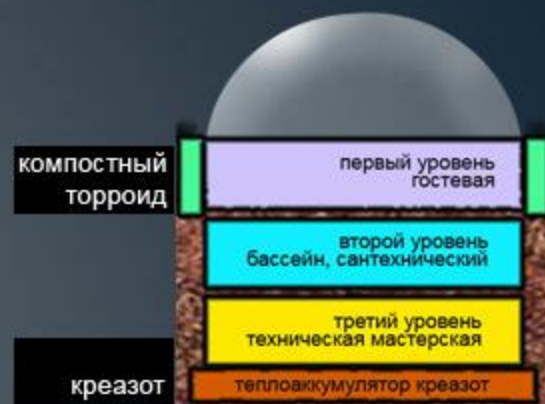 компостный
торроид
первый уровень
гостевая
второй уровень
бассейн, сантехнический
третий уровень
техническая мастерская
креазот
теплоаккумулятор креазот